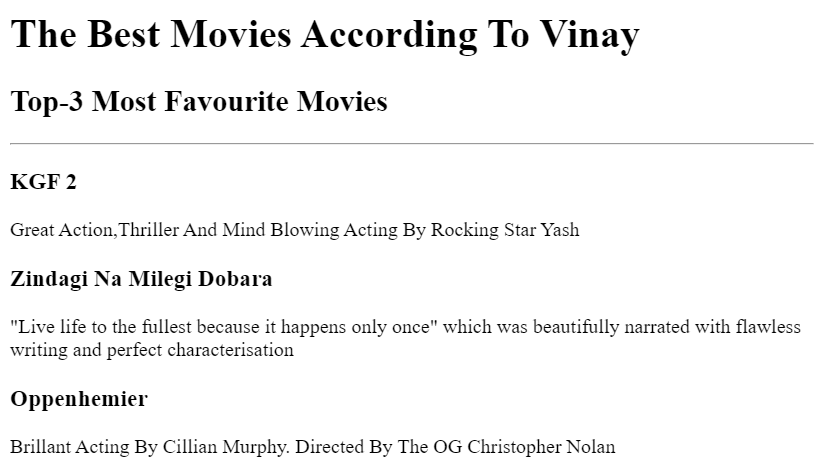 The Best Movies According To Vinay
Top-3 Most Favourite Movies
KGF 2
Great Action,Thriller And Mind Blowing Acting By Rocking Star Yash
Zindagi Na Milegi Dobara
"Live life to the fullest because it happens only once" which was beautifully narrated with flawless
writing and perfect characterisation
Oppenhemier
Brillant Acting By Cillian Murphy. Directed By The OG Christopher Nolan